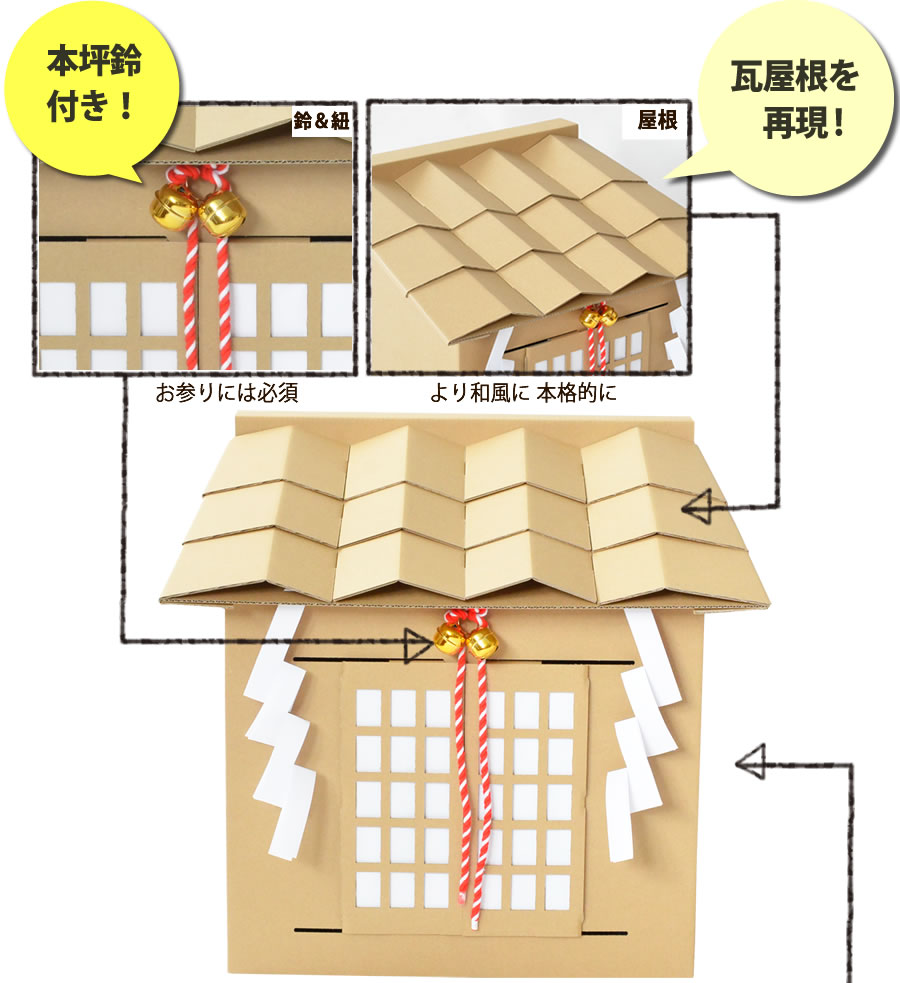 本坪鈴
付き！
瓦屋根を
再現！
鈴＆紐
屋根
お参りには必須
より和風に 本格的に